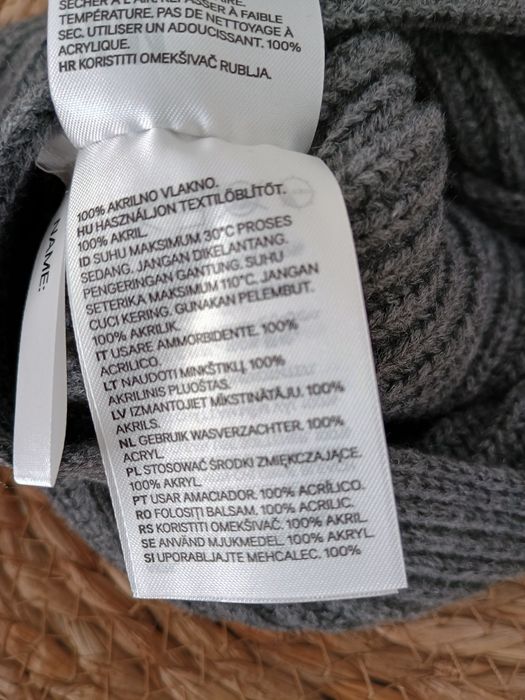 SÉCHER À L'AIR. REPASSER À FAIBLE
TEMPÉRATURE. PAS DE NETTOYAGE À
SEC. UTILISER UN ADOUCISSANT. 100%
ACRYLIQUE.
HR KORISTITI OMEKŠIVAČ RUBLJA.
NAME:
100% AKRILNO VLAKNO.
HU HASZNÁLJON TEXTILÖBLÍTŐT.
100% AKRIL.
ID SUHU MAKSIMUM 30°C PROSES
SEDANG. JANGAN DIKELANTANG.
PENGERINGAN GANTUNG. SUHU
SETERIKA MAKSIMUM 110°C. JANGAN
CUCI KERING. GUNAKAN PELEMBUT.
100% AKRILIK.
IT USARE AMMORBIDENTE. 100%
ACRILICO.
LT NAUDOTI MINKŠTIKLĮ. 100%
AKRILINIS PLUOŠTAS.
LV IZMANTOJIET MĪKSTINĀTĀJU. 100%
AKRILS.
NL GEBRUIK WASVERZACHTER. 100%
ACRYL.
PL STOSOWAĆ ŚRODKI ZMIĘKCZAJĄCE.
100% AKRYL.
PT USAR AMACIADOR. 100% ACRÍLICO.
RO FOLOSIȚI BALSAM. 100% ACRILIC.
RS KORISTITI OMEKŠIVAČ. 100% AKRIL.
SE ANVÄND MJUKMEDEL. 100% AKRYL.
SI UPORABLJAJTE MEHČALEC. 100%